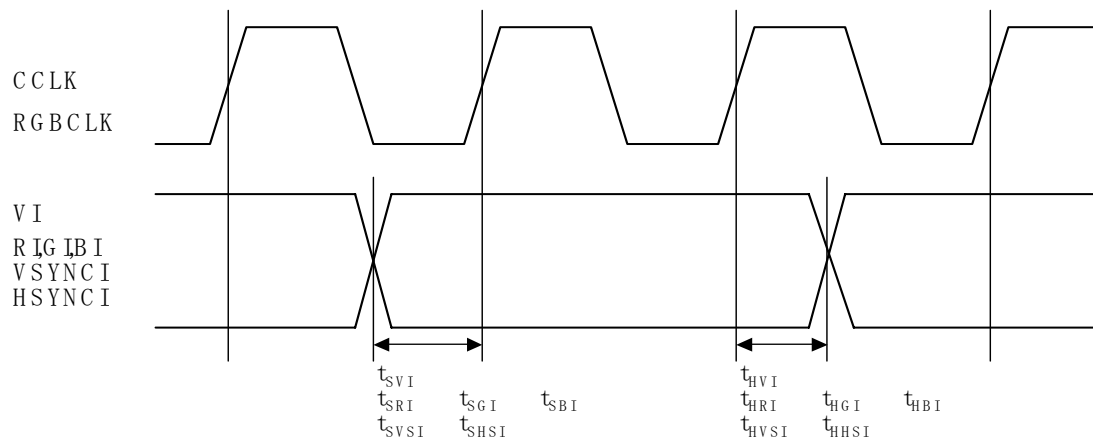 CCLK
RGBCLK
VI
RI,GI,BI
VSYNCI
HSYNCI
tSVI tHVI
tSRI tSGI tSBI tHRI tHGI tHBI
tSVSI tSHSI tHVSI tHHSI